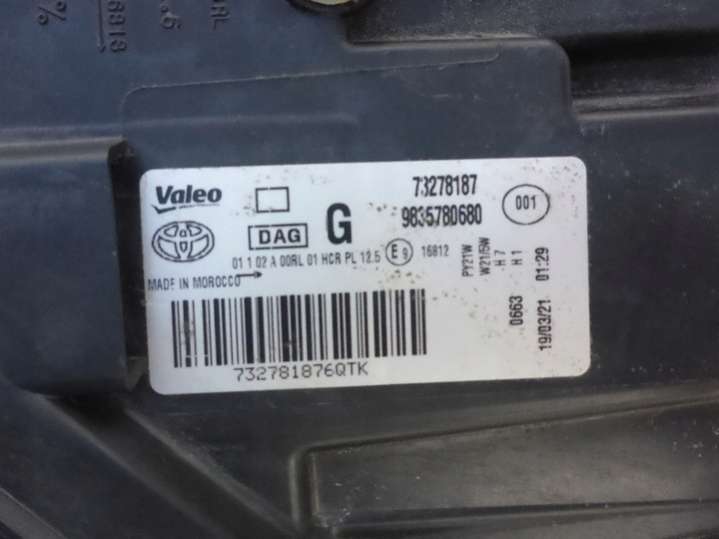 Valeo
73278187
9835780680
001
DAG
G
01 1 02 A 00RL 01 HCR PL 12.5
E9
16812
MADE IN MOROCCO
PY21W
W21/5W
H7
H1
0663
19/03/21 01:29
732781876QTK